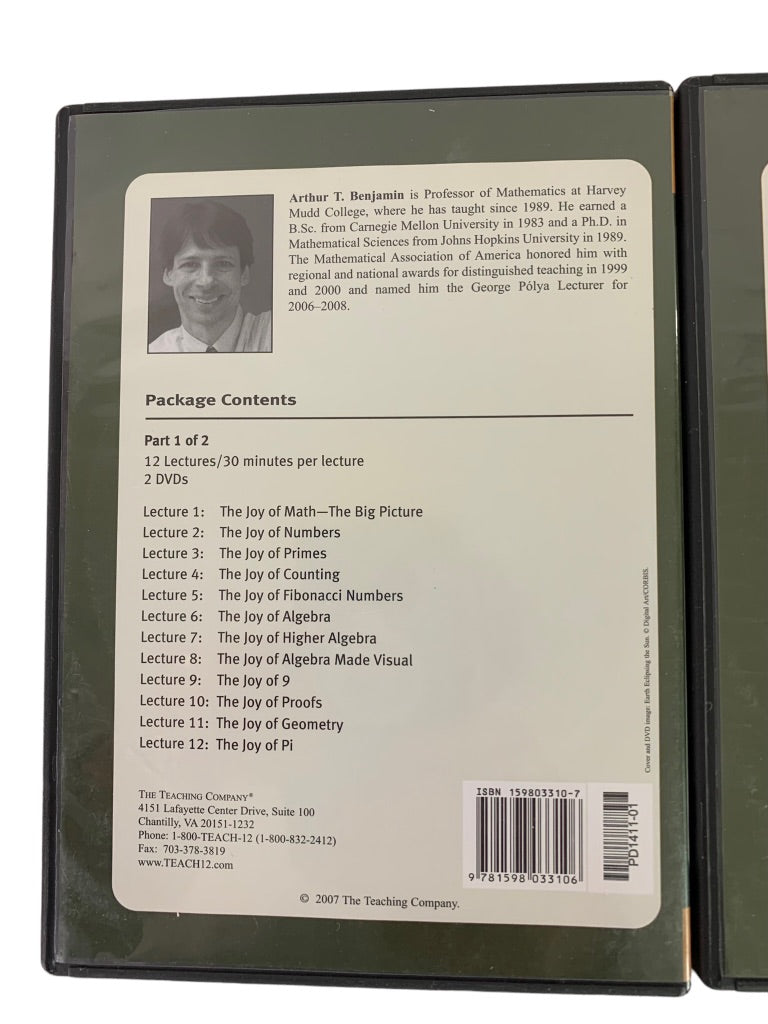 Arthur T. Benjamin is Professor of Mathematics at Harvey
Mudd College, where he has taught since 1989. He earned a
B.Sc. from Carnegie Mellon University in 1983 and a Ph.D. in
Mathematical Sciences from Johns Hopkins University in 1989.
The Mathematical Association of America honored him with
regional and national awards for distinguished teaching in 1999
and 2000 and named him the George Pólya Lecturer for
2006–2008.
Package Contents
Part 1 of 2
12 Lectures/30 minutes per lecture
2 DVDs
Lecture 1: The Joy of Math—The Big Picture
Lecture 2: The Joy of Numbers
Lecture 3: The Joy of Primes
Lecture 4: The Joy of Counting
Lecture 5: The Joy of Fibonacci Numbers
Lecture 6: The Joy of Algebra
Lecture 7: The Joy of Higher Algebra
Lecture 8: The Joy of Algebra Made Visual
Lecture 9: The Joy of 9
Lecture 10: The Joy of Proofs
Lecture 11: The Joy of Geometry
Lecture 12: The Joy of Pi
Cover and DVD image: Earth Eclipsing the Sun. © Digital Art/CORBIS.
THE TEACHING COMPANY®
4151 Lafayette Center Drive, Suite 100
Chantilly, VA 20151-1232
Phone: 1-800-TEACH-12 (1-800-832-2412)
Fax: 703-378-3819
www.TEACH12.com
ISBN 159803310-7
9 781598 033106
PD1411-01
© 2007 The Teaching Company.